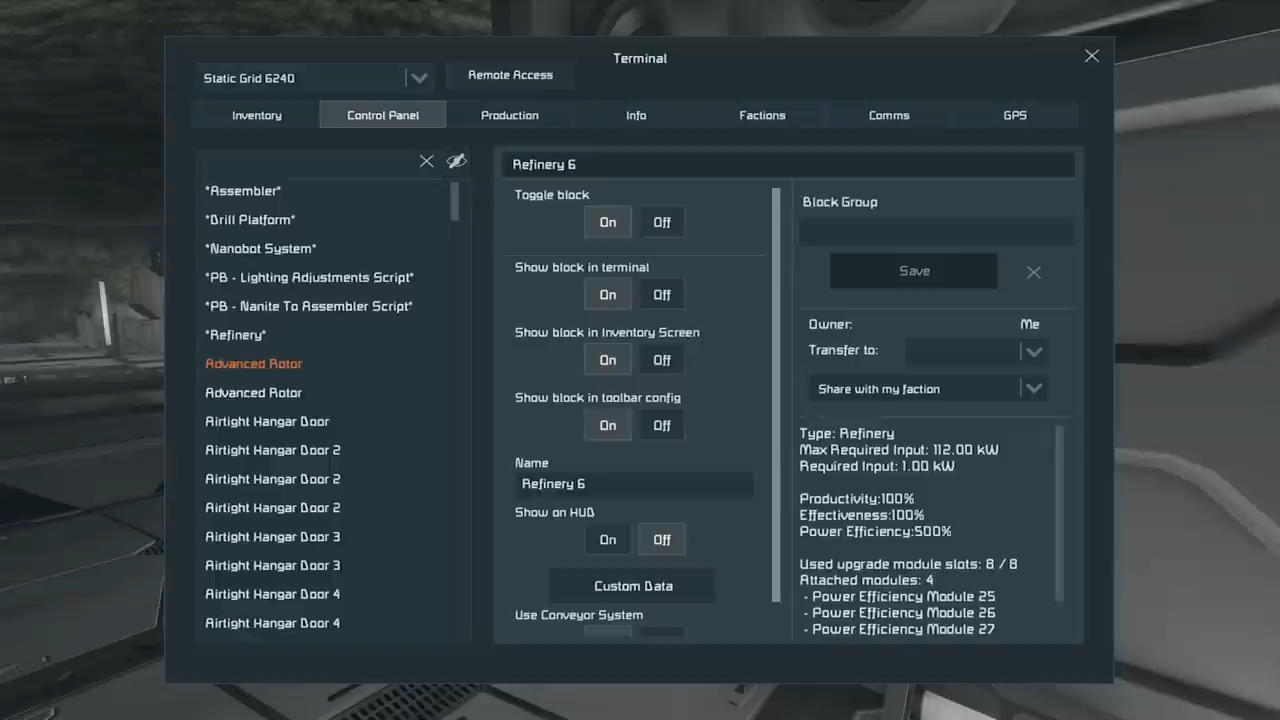 Terminal
Static Grid 6240
Remote Access
Inventory
Control Panel
Production
Info
Factions
Comms
GPS
*Assembler*
*Drill Platform*
*Nanobot System*
*PB - Lighting Adjustments Script*
*PB - Nanite To Assembler Script*
*Refinery*
Advanced Rotor
Advanced Rotor
Airtight Hangar Door
Airtight Hangar Door 2
Airtight Hangar Door 2
Airtight Hangar Door 2
Airtight Hangar Door 3
Airtight Hangar Door 3
Airtight Hangar Door 4
Airtight Hangar Door 4
Refinery 6
Toggle block
On Off
Show block in terminal
On Off
Show block in Inventory Screen
On Off
Show block in toolbar config
On Off
Name
Refinery 6
Show on HUD
On Off
Custom Data
Use Conveyor System
Block Group
Save
Owner: Me
Transfer to:
Share with my faction
Type: Refinery
Max Required Input: 112.00 kW
Required Input: 1.00 kW
Productivity:100%
Effectiveness:100%
Power Efficiency:500%
Used upgrade module slots: 8 / 8
Attached modules: 4
- Power Efficiency Module 25
- Power Efficiency Module 26
- Power Efficiency Module 27